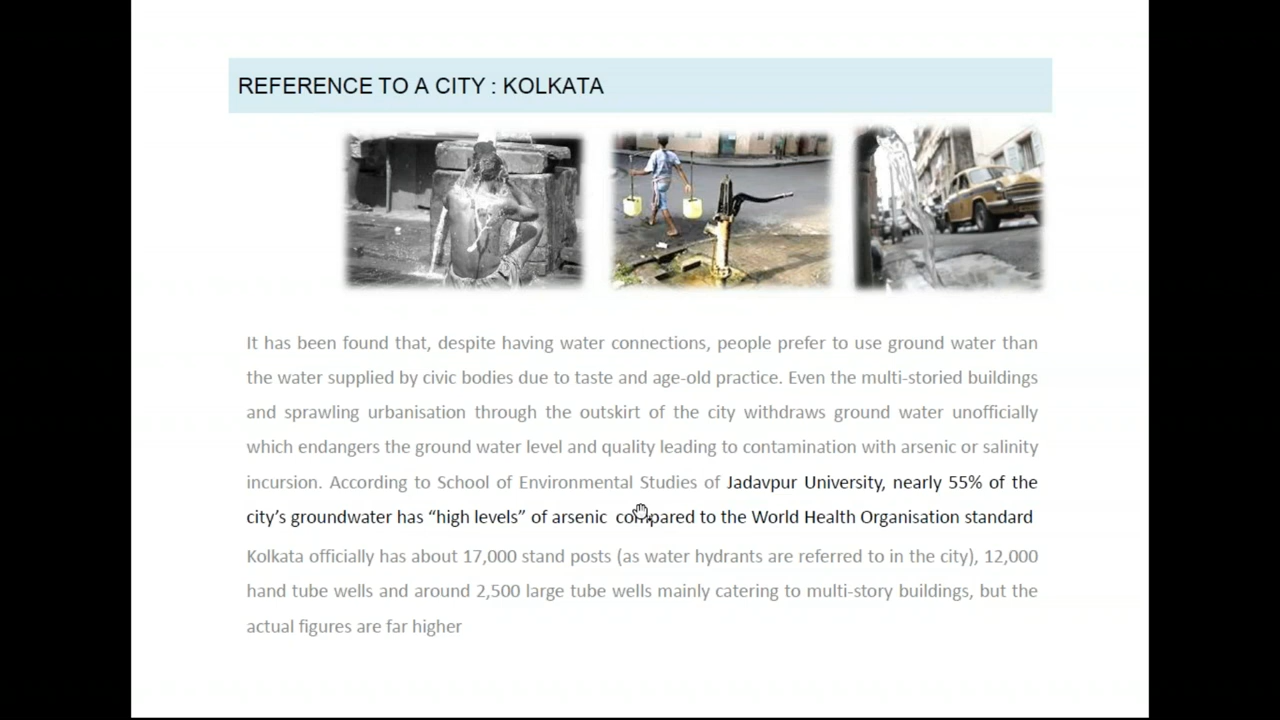 REFERENCE TO A CITY : KOLKATA
It has been found that, despite having water connections, people prefer to use ground water than
the water supplied by civic bodies due to taste and age-old practice. Even the multi-storied buildings
and sprawling urbanisation through the outskirt of the city withdraws ground water unofficially
which endangers the ground water level and quality leading to contamination with arsenic or salinity
incursion. According to School of Environmental Studies of Jadavpur University, nearly 55% of the
city’s groundwater has “high levels” of arsenic compared to the World Health Organisation standard
Kolkata officially has about 17,000 stand posts (as water hydrants are referred to in the city), 12,000
hand tube wells and around 2,500 large tube wells mainly catering to multi-story buildings, but the
actual figures are far higher